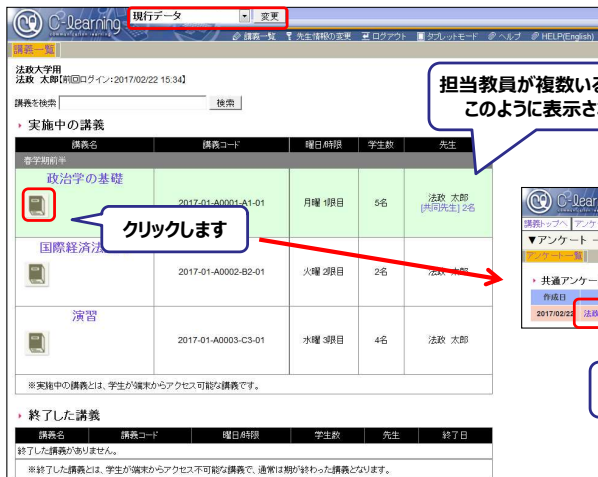 C-Learning
現行データ
変更
講義一覧 先生情報の変更 ログアウト タブレットモード ヘルプ HELP(English)
講義一覧
法政大学用
法政 太郎[前回ログイン:2017/02/22 15:34]
講義を検索 検索
担当教員が複数いる
このように表示さ
実施中の講義
講義名 講義コード 曜日/時限 学生数 先生
春学期前半
政治学の基礎
2017-01-A0001-A1-01 月曜 1限目 5名 法政 太郎
[共同先生] 2名
クリックします
国際経済法
2017-01-A0002-B2-01 火曜 2限目 2名 法政 太郎
演習
2017-01-A0003-C3-01 水曜 3限目 4名 法政 太郎
※実施中の講義とは、学生が端末からアクセス可能な講義です。
C-Lear
講義トップへ アンケ
▼アンケート
アンケート一覧
共通アンケー
作成日
2017/02/22 法政
終了した講義
講義名 講義コード 曜日/時限 学生数 先生 終了日
終了した講義がありません。
※終了した講義とは、学生が端末からアクセス不可能な講義で、通常は期が終わった講義となります。